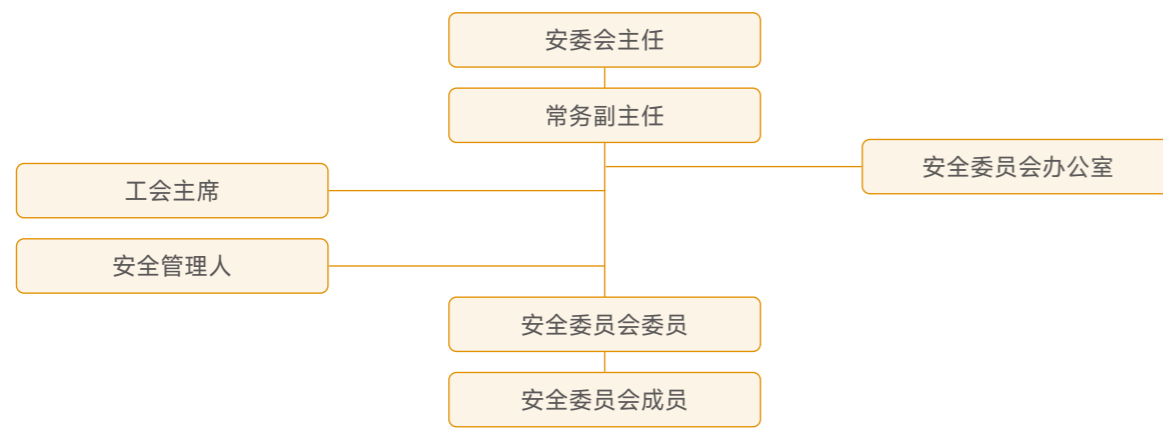 安委会主任
常务副主任
安全委员会办公室
工会主席
安全管理人
安全委员会委员
安全委员会成员